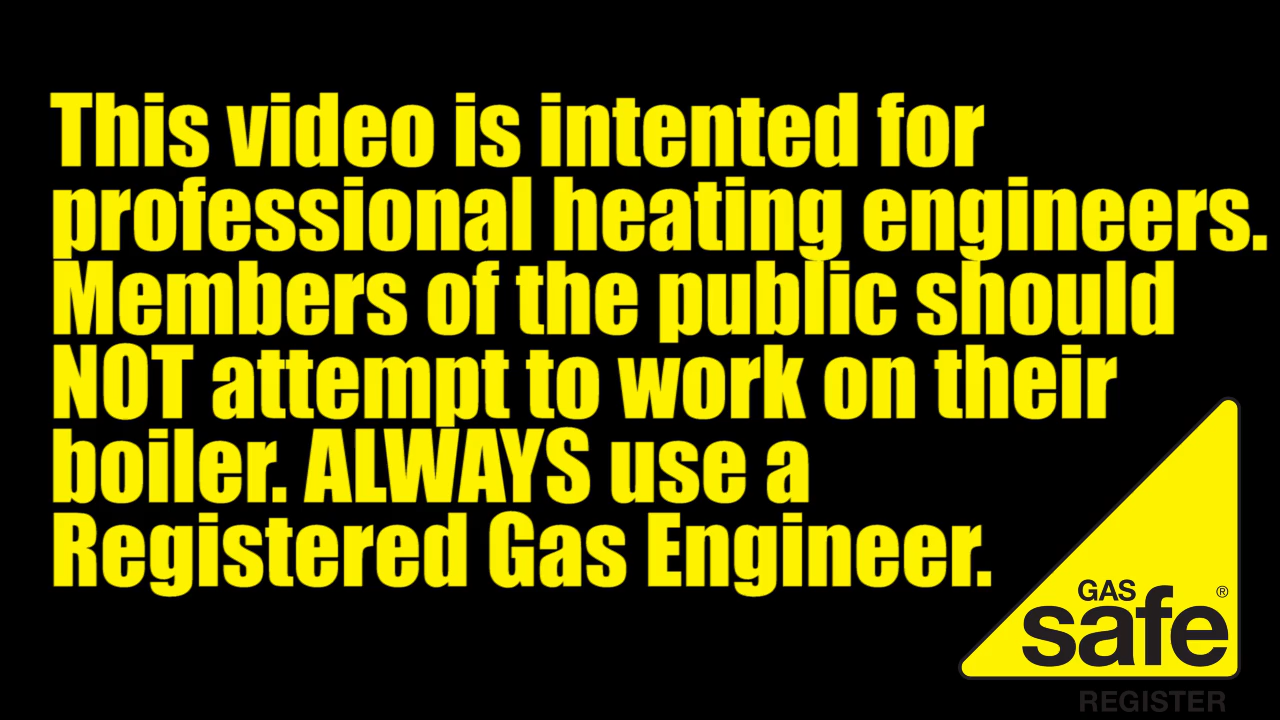 This video is intented for
professional heating engineers.
Members of the public should
NOT attempt to work on their
boiler. ALWAYS use a
Registered Gas Engineer.
GAS
safe®
REGISTER